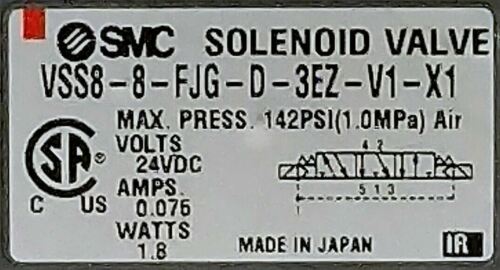 SMC SOLENOID VALVE
VSS8-8-FJG-D-3EZ-V1-X1
MAX. PRESS. 142PSI(1.0MPa) Air
VOLTS
24VDC
AMPS.
0.075
WATTS
1.8
SA ®
C US
4 2
5 1 3
MADE IN JAPAN
IR